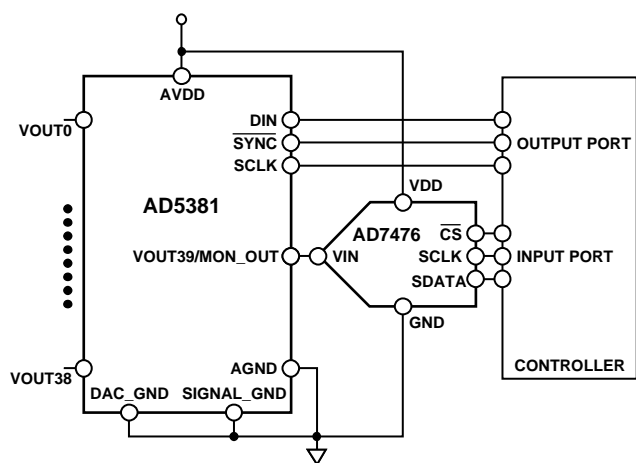 AVDD
VOUT0
DIN
SYNC
SCLK
OUTPUT PORT
VDD
AD5381
AD7476
CS
VOUT39/MON_OUT
VIN
SCLK
INPUT PORT
SDATA
GND
AGND
VOUT38
DAC_GND
SIGNAL_GND
CONTROLLER